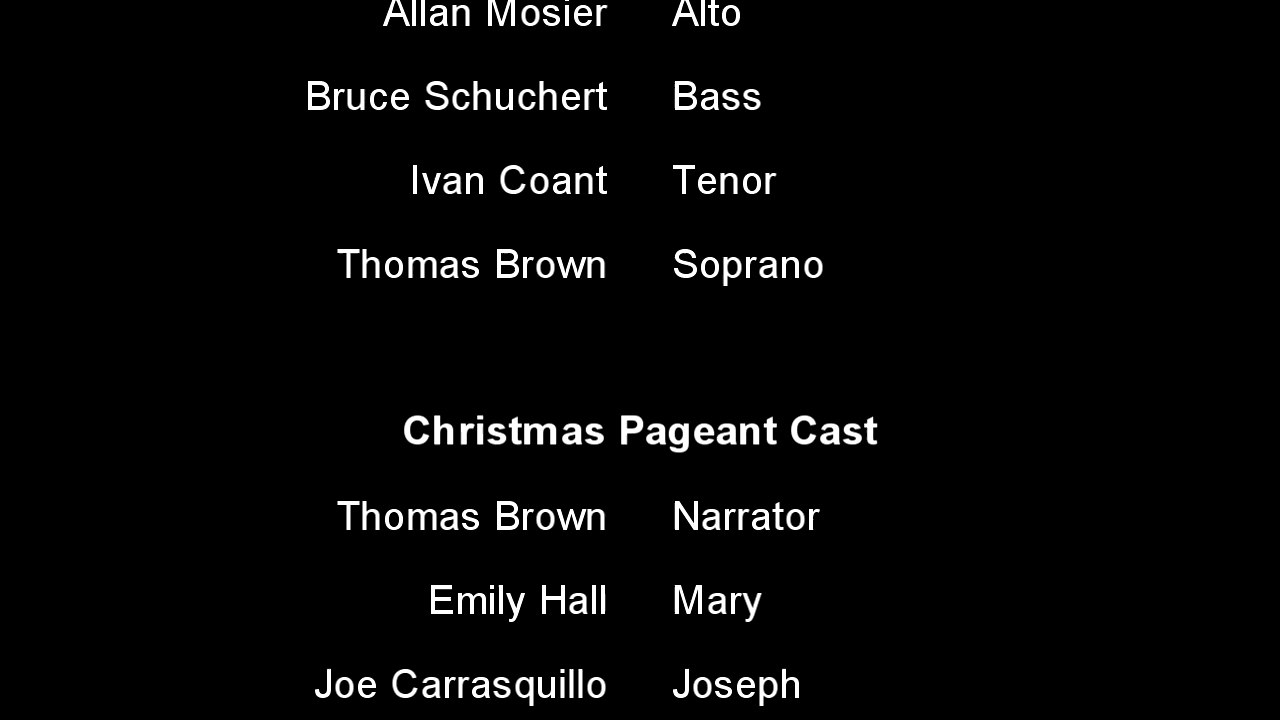 Allan Mosier Alto
Bruce Schuchert Bass
Ivan Coant Tenor
Thomas Brown Soprano
Christmas Pageant Cast
Thomas Brown Narrator
Emily Hall Mary
Joe Carrasquillo Joseph